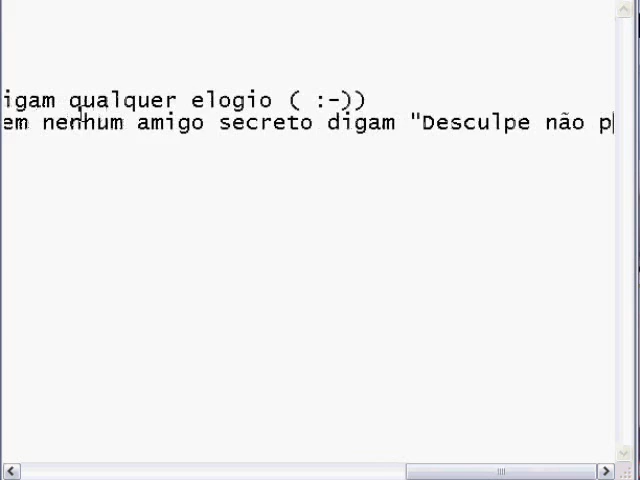 igam qualquer elogio ( :-))
em nenhum amigo secreto digam "Desculpe não p